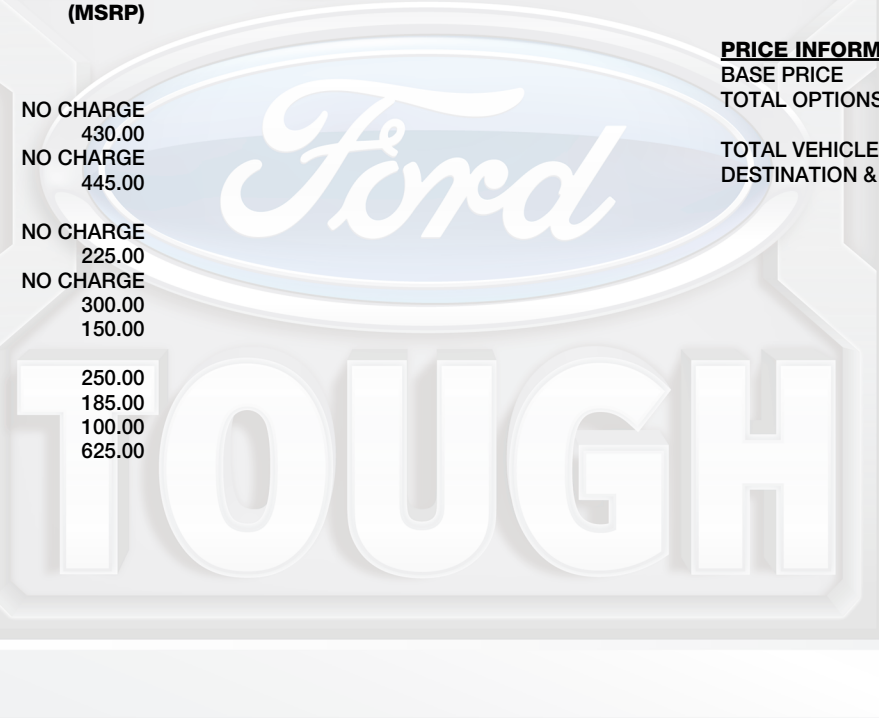 (MSRP)
NO CHARGE
430.00
NO CHARGE
445.00
NO CHARGE
225.00
NO CHARGE
300.00
150.00
250.00
185.00
100.00
625.00
PRICE INFORM
BASE PRICE
TOTAL OPTIONS
TOTAL VEHICLE
DESTINATION &
Ford
TOUGH